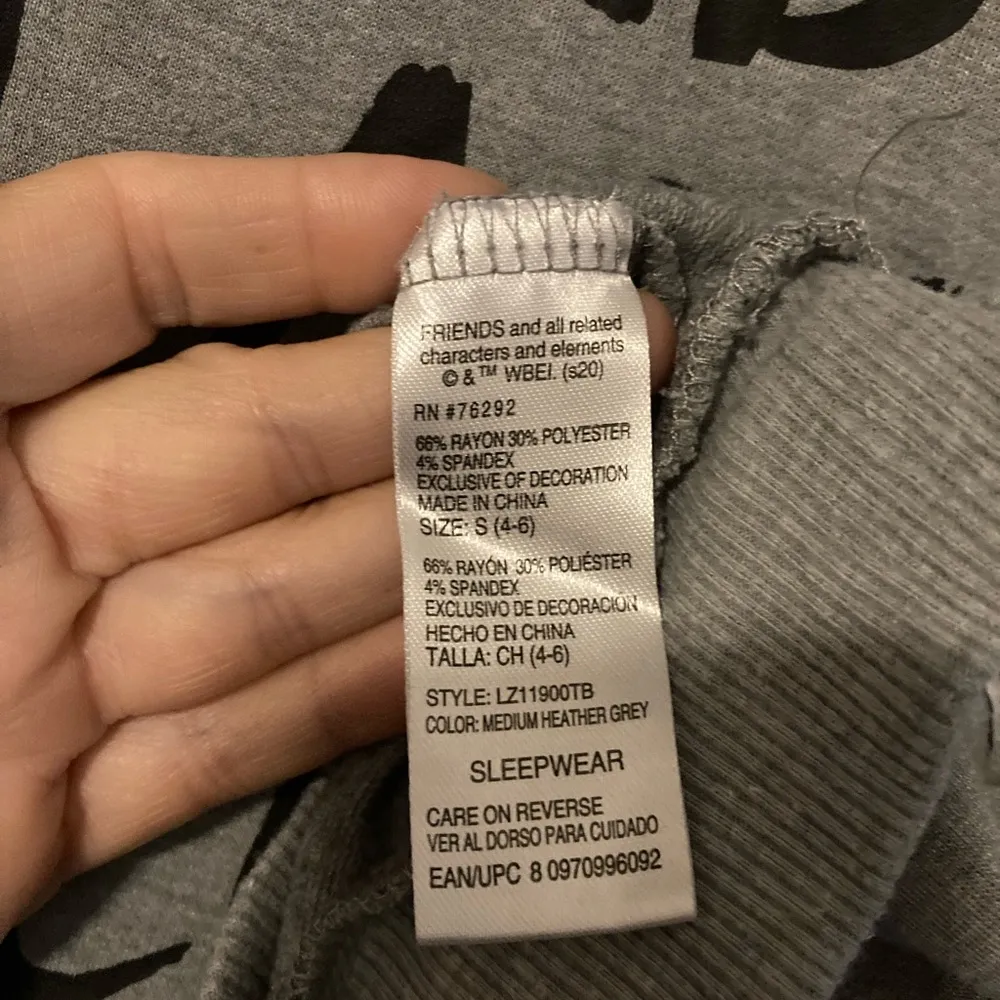 FRIENDS and all related
characters and elements
© & ™ WBEI. (s20)
RN #76292
66% RAYON 30% POLYESTER
4% SPANDEX
EXCLUSIVE OF DECORATION
MADE IN CHINA
SIZE: S (4-6)
66% RAYÓN 30% POLIÉSTER
4% SPANDEX
EXCLUSIVO DE DECORACIÓN
HECHO EN CHINA
TALLA: CH (4-6)
STYLE: LZ11900TB
COLOR: MEDIUM HEATHER GREY
SLEEPWEAR
CARE ON REVERSE
VER AL DORSO PARA CUIDADO
EAN/UPC 8 0970996092